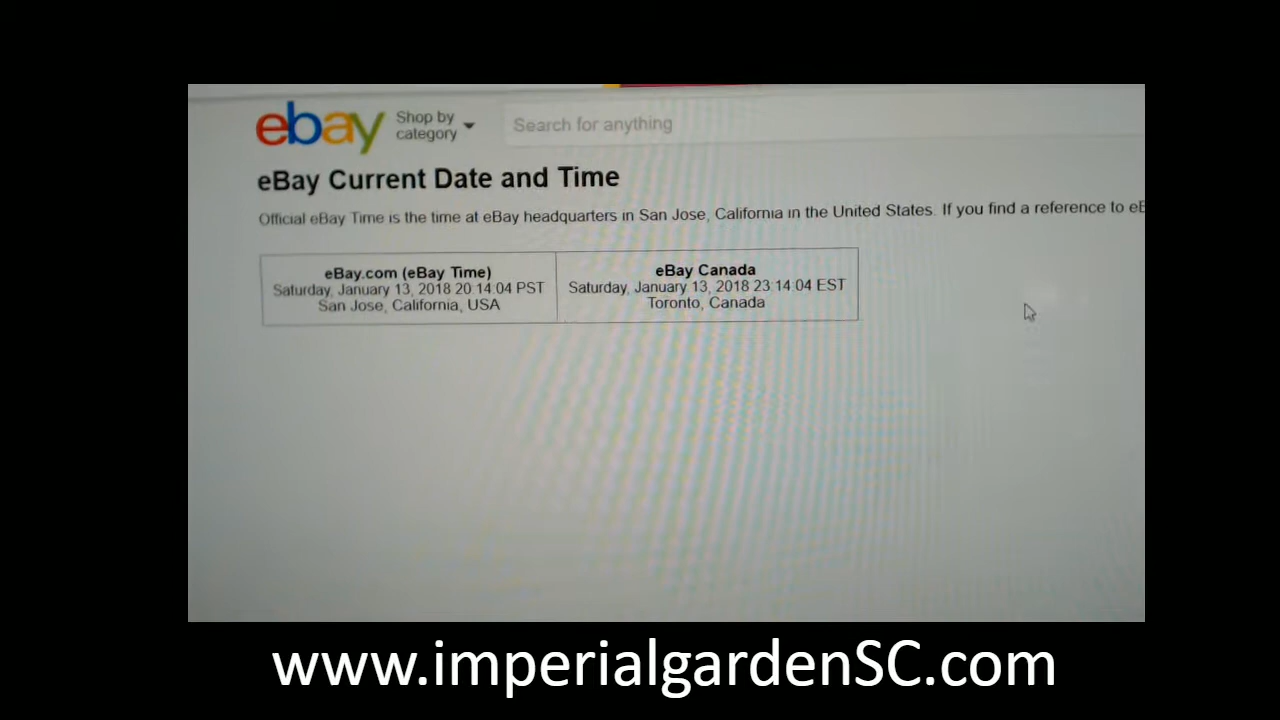 ebay
Shop by
category
Search for anything
eBay Current Date and Time
Official eBay Time is the time at eBay headquarters in San Jose, California in the United States. If you find a reference to eB
eBay.com (eBay Time)
Saturday, January 13, 2018 20:14:04 PST
San Jose, California, USA
eBay Canada
Saturday, January 13, 2018 23:14:04 EST
Toronto, Canada
www.imperialgardenSC.com